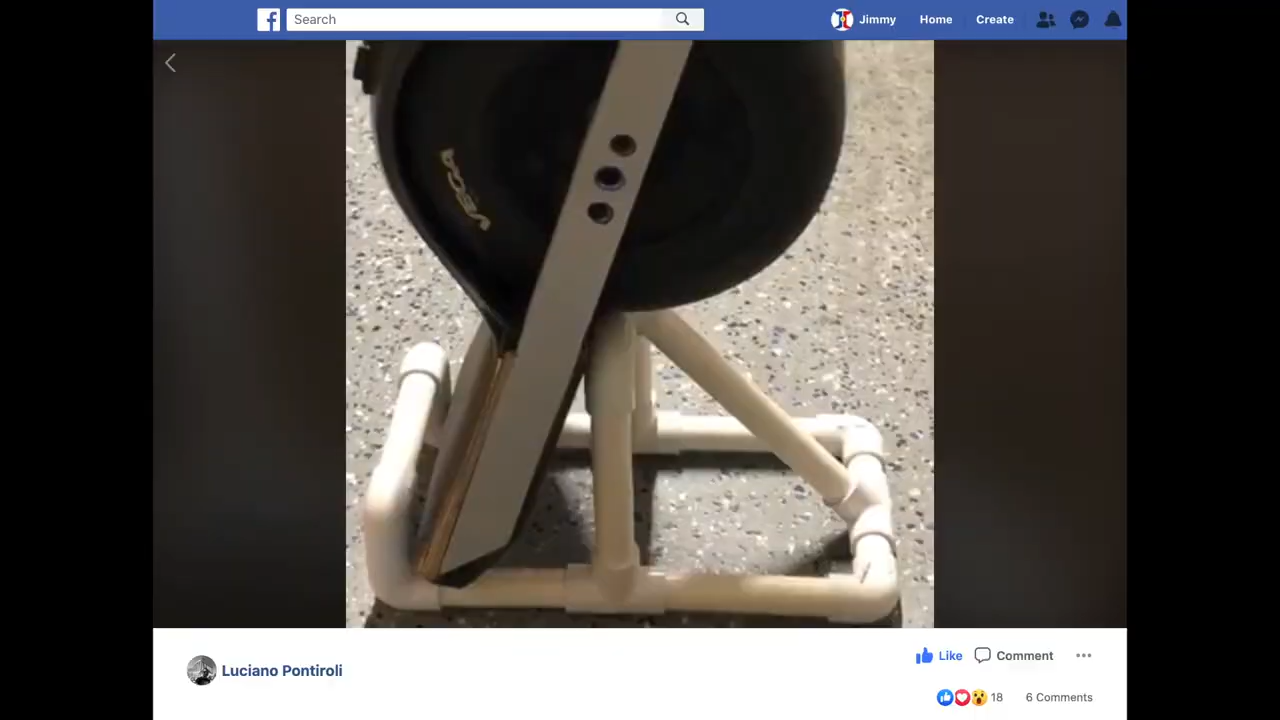 Search
Jimmy
Home
Create
VEGA
Luciano Pontiroli
Like
Comment
18
6 Comments